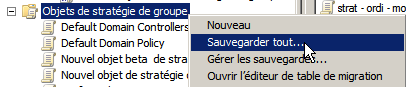 Objets de stratégie de groupe
Default Domain Controllers
Default Domain Policy
Nouvel objet beta de stra
Nouvel objet de stratégie d
Nouveau
Sauvegarder tout...
Gérer les sauvegardes...
Ouvrir l'éditeur de table de migration
strat - ordi - mo